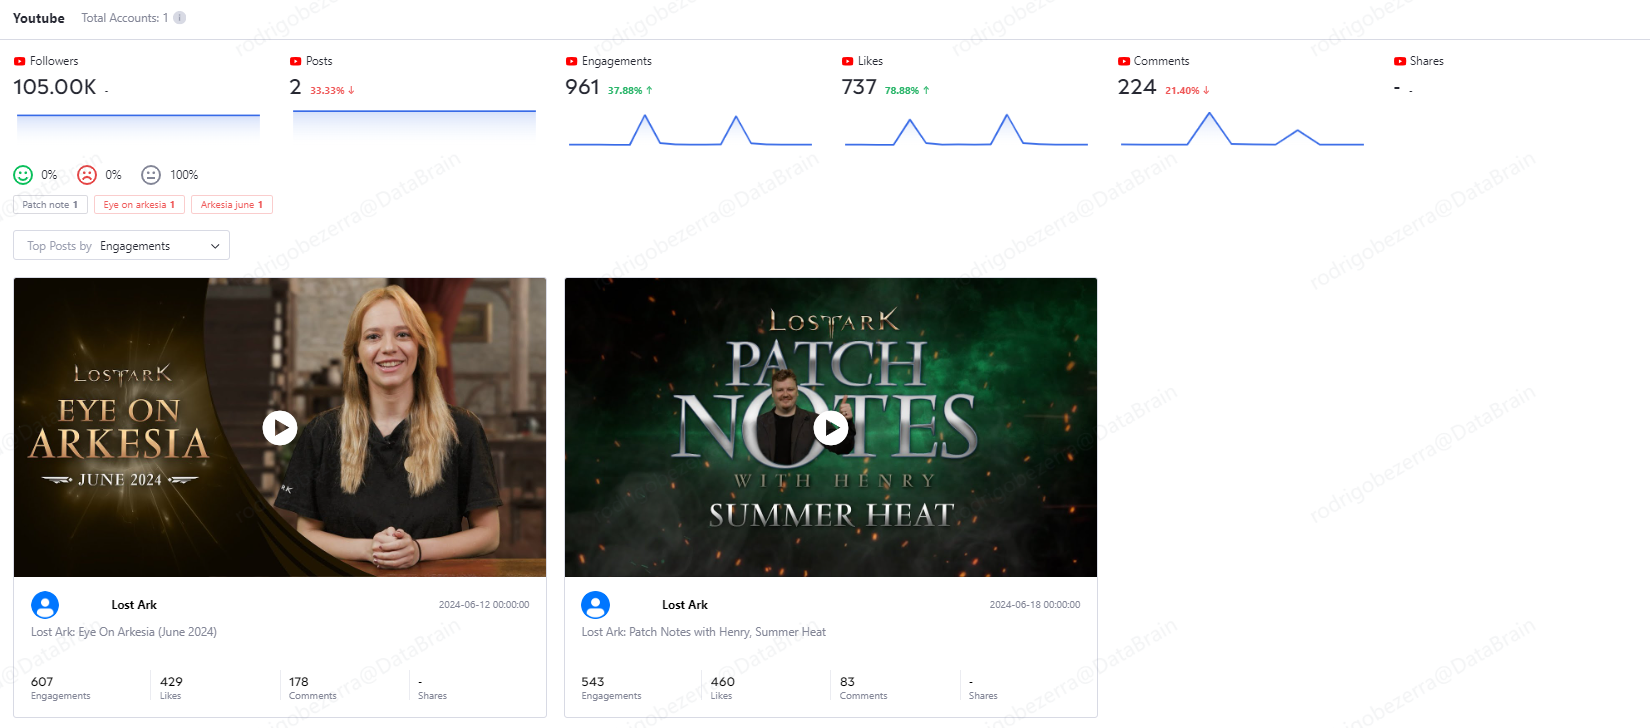 Youtube Total Accounts: 1
Followers
105.00K -
Posts
2 33.33% ↓
Engagements
961 37.88% ↑
Likes
737 78.88% ↑
Comments
224 21.40% ↓
Shares
- -
0% 0% 100%
Patch note 1 Eye on arkesia 1 Arkesia june 1
Top Posts by Engagements
LOST ARK
EYE ON
ARKESIA
JUNE 2024
Lost Ark 2024-06-12 00:00:00
Lost Ark: Eye On Arkesia (June 2024)
607 429 178 -
Engagements Likes Comments Shares
LOST ARK
PATCH
NOTES
WITH HENRY
SUMMER HEAT
Lost Ark 2024-06-18 00:00:00
Lost Ark: Patch Notes with Henry, Summer Heat
543 460 83 -
Engagements Likes Comments Shares
rodrigobezerra@DataBrain